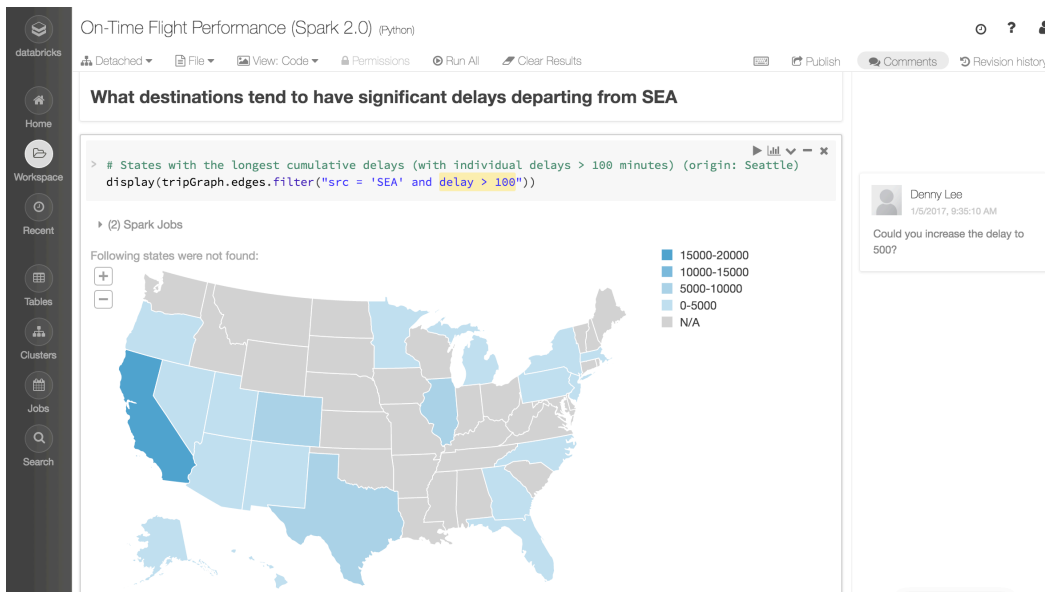 On-Time Flight Performance (Spark 2.0) (Python)
?
databricks
Detached File View: Code Permissions Run All Clear Results Publish Comments Revision history
What destinations tend to have significant delays departing from SEA
Home
> # States with the longest cumulative delays (with individual delays > 100 minutes) (origin: Seattle)
display(tripGraph.edges.filter("src = 'SEA' and delay > 100"))
Workspace
Denny Lee
1/5/2017, 9:35:10 AM
Could you increase the delay to
500?
Recent
(2) Spark Jobs
Following states were not found:
+
−
15000-20000
10000-15000
5000-10000
0-5000
N/A
Tables
Clusters
Jobs
Search